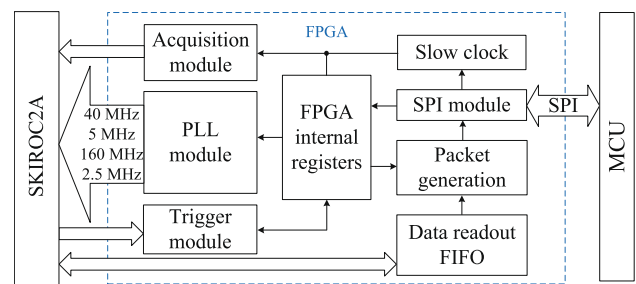 FPGA
SKIROC2A
Acquisition
module
Slow clock
40 MHz
5 MHz
160 MHz
2.5 MHz
PLL
module
FPGA
internal
registers
SPI module
SPI
MCU
Packet
generation
Trigger
module
Data readout
FIFO